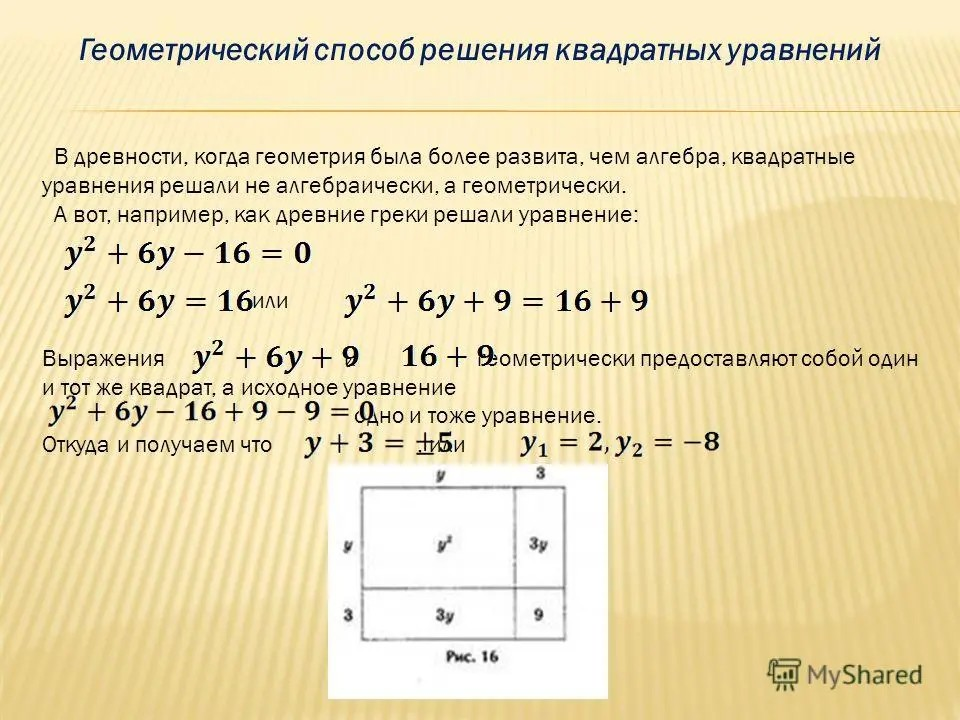 Геометрический способ решения квадратных уравнений
В древности, когда геометрия была более развита, чем алгебра, квадратные
уравнения решали не алгебраически, а геометрически.
А вот, например, как древние греки решали уравнение:
y² + 6y − 16 = 0
y² + 6y = 16 или y² + 6y + 9 = 16 + 9
Выражения y² + 6y + 9 и 16 + 9 геометрически предоставляют собой один
и тот же квадрат, а исходное уравнение
y² + 6y − 16 + 9 − 9 = 0 одно и тоже уравнение.
Откуда и получаем что y + 3 = ±5 или y₁ = 2, y₂ = −8
y 3
y y² 3y
3 3y 9
Рис. 16
MyShared